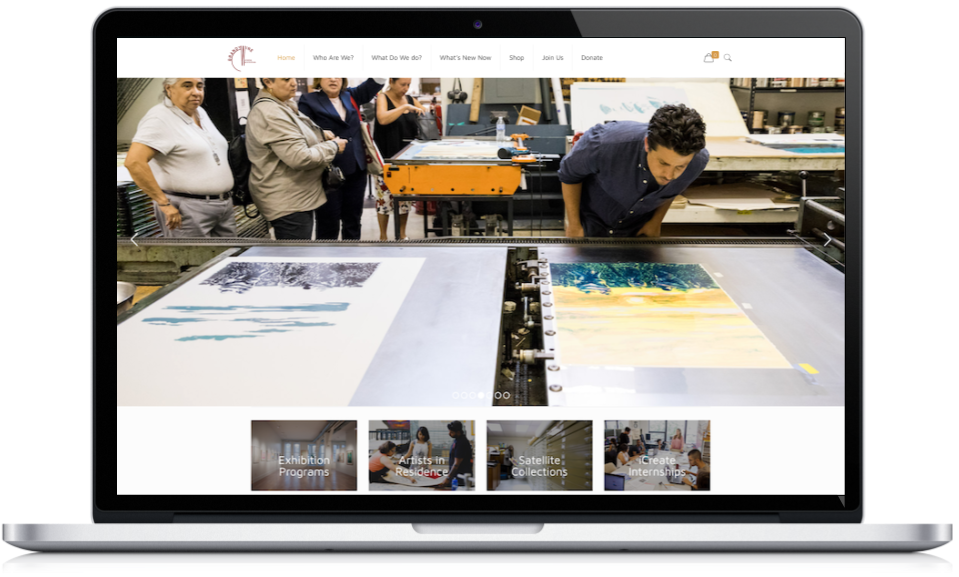 Home
Who Are We?
What Do We do?
What's New Now
Shop
Join Us
Donate
Exhibition
Programs
Artists in
Residence
Satellite
Collections
iCreate
Internships